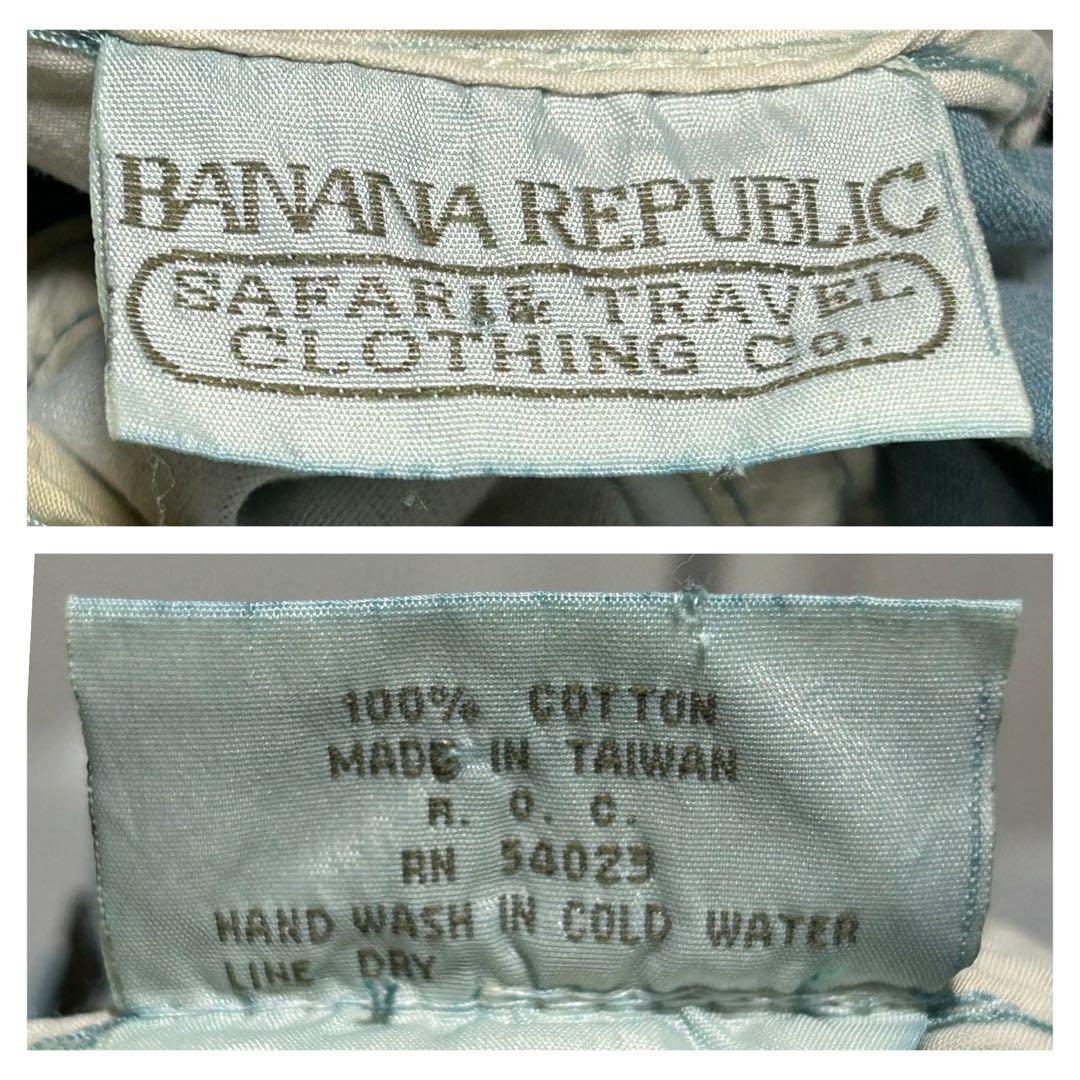 BANANA REPUBLIC
SAFARI & TRAVEL
CLOTHING CO.
100% COTTON
MADE IN TAIWAN
R. O. C.
RN 54023
HAND WASH IN COLD WATER
LINE DRY